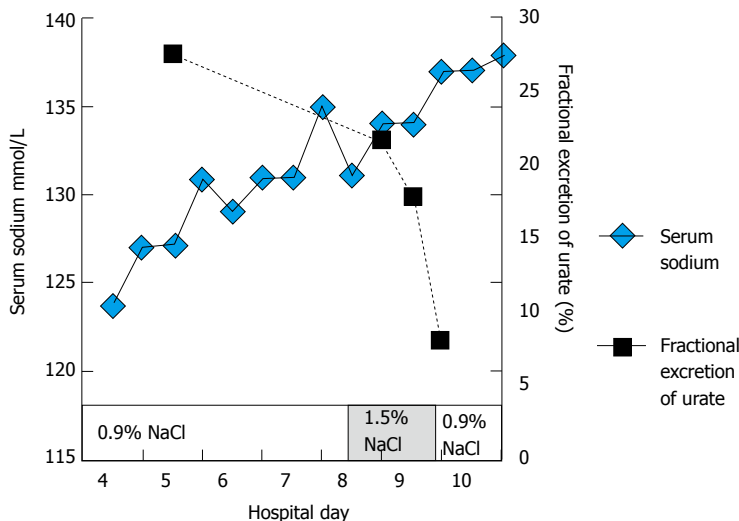 140
135
130
125
120
115
Serum sodium mmol/L
30
25
20
15
10
5
0
Fractional excretion of urate (%)
0.9% NaCl
1.5%
NaCl
0.9%
NaCl
4 5 6 7 8 9 10
Hospital day
Serum
sodium
Fractional
excretion
of urate